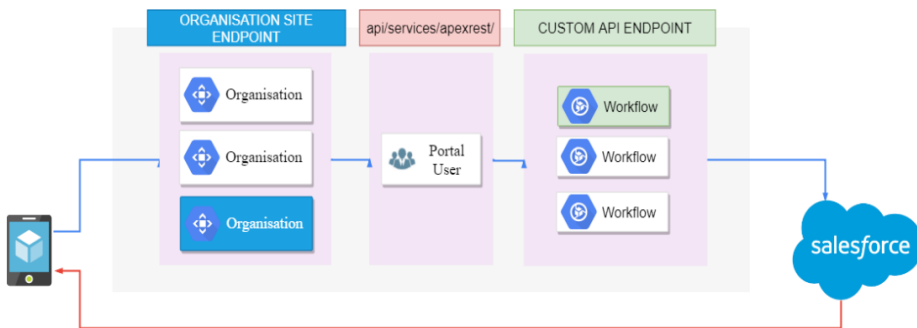 ORGANISATION SITE
ENDPOINT
api/services/apexrest/
CUSTOM API ENDPOINT
Organisation
Organisation
Organisation
Portal
User
Workflow
Workflow
Workflow
salesforce